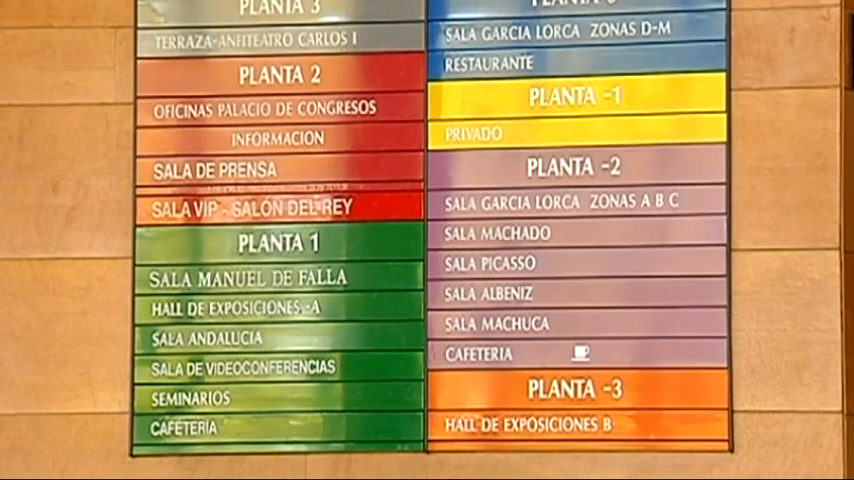 PLANTA 3
TERRAZA-ANFITEATRO CARLOS I
PLANTA 2
OFICINAS PALACIO DE CONGRESOS
INFORMACION
SALA DE PRENSA
SALA VIP - SALÓN DEL REY
PLANTA 1
SALA MANUEL DE FALLA
HALL DE EXPOSICIONES -A
SALA ANDALUCIA
SALA DE VIDEOCONFERENCIAS
SEMINARIOS
CAFETERIA
PLANTA
SALA GARCIA LORCA ZONAS D-M
RESTAURANTE
PLANTA -1
PRIVADO
PLANTA -2
SALA GARCIA LORCA ZONAS A B C
SALA MACHADO
SALA PICASSO
SALA ALBENIZ
SALA MACHUCA
CAFETERIA
PLANTA -3
HALL DE EXPOSICIONES B